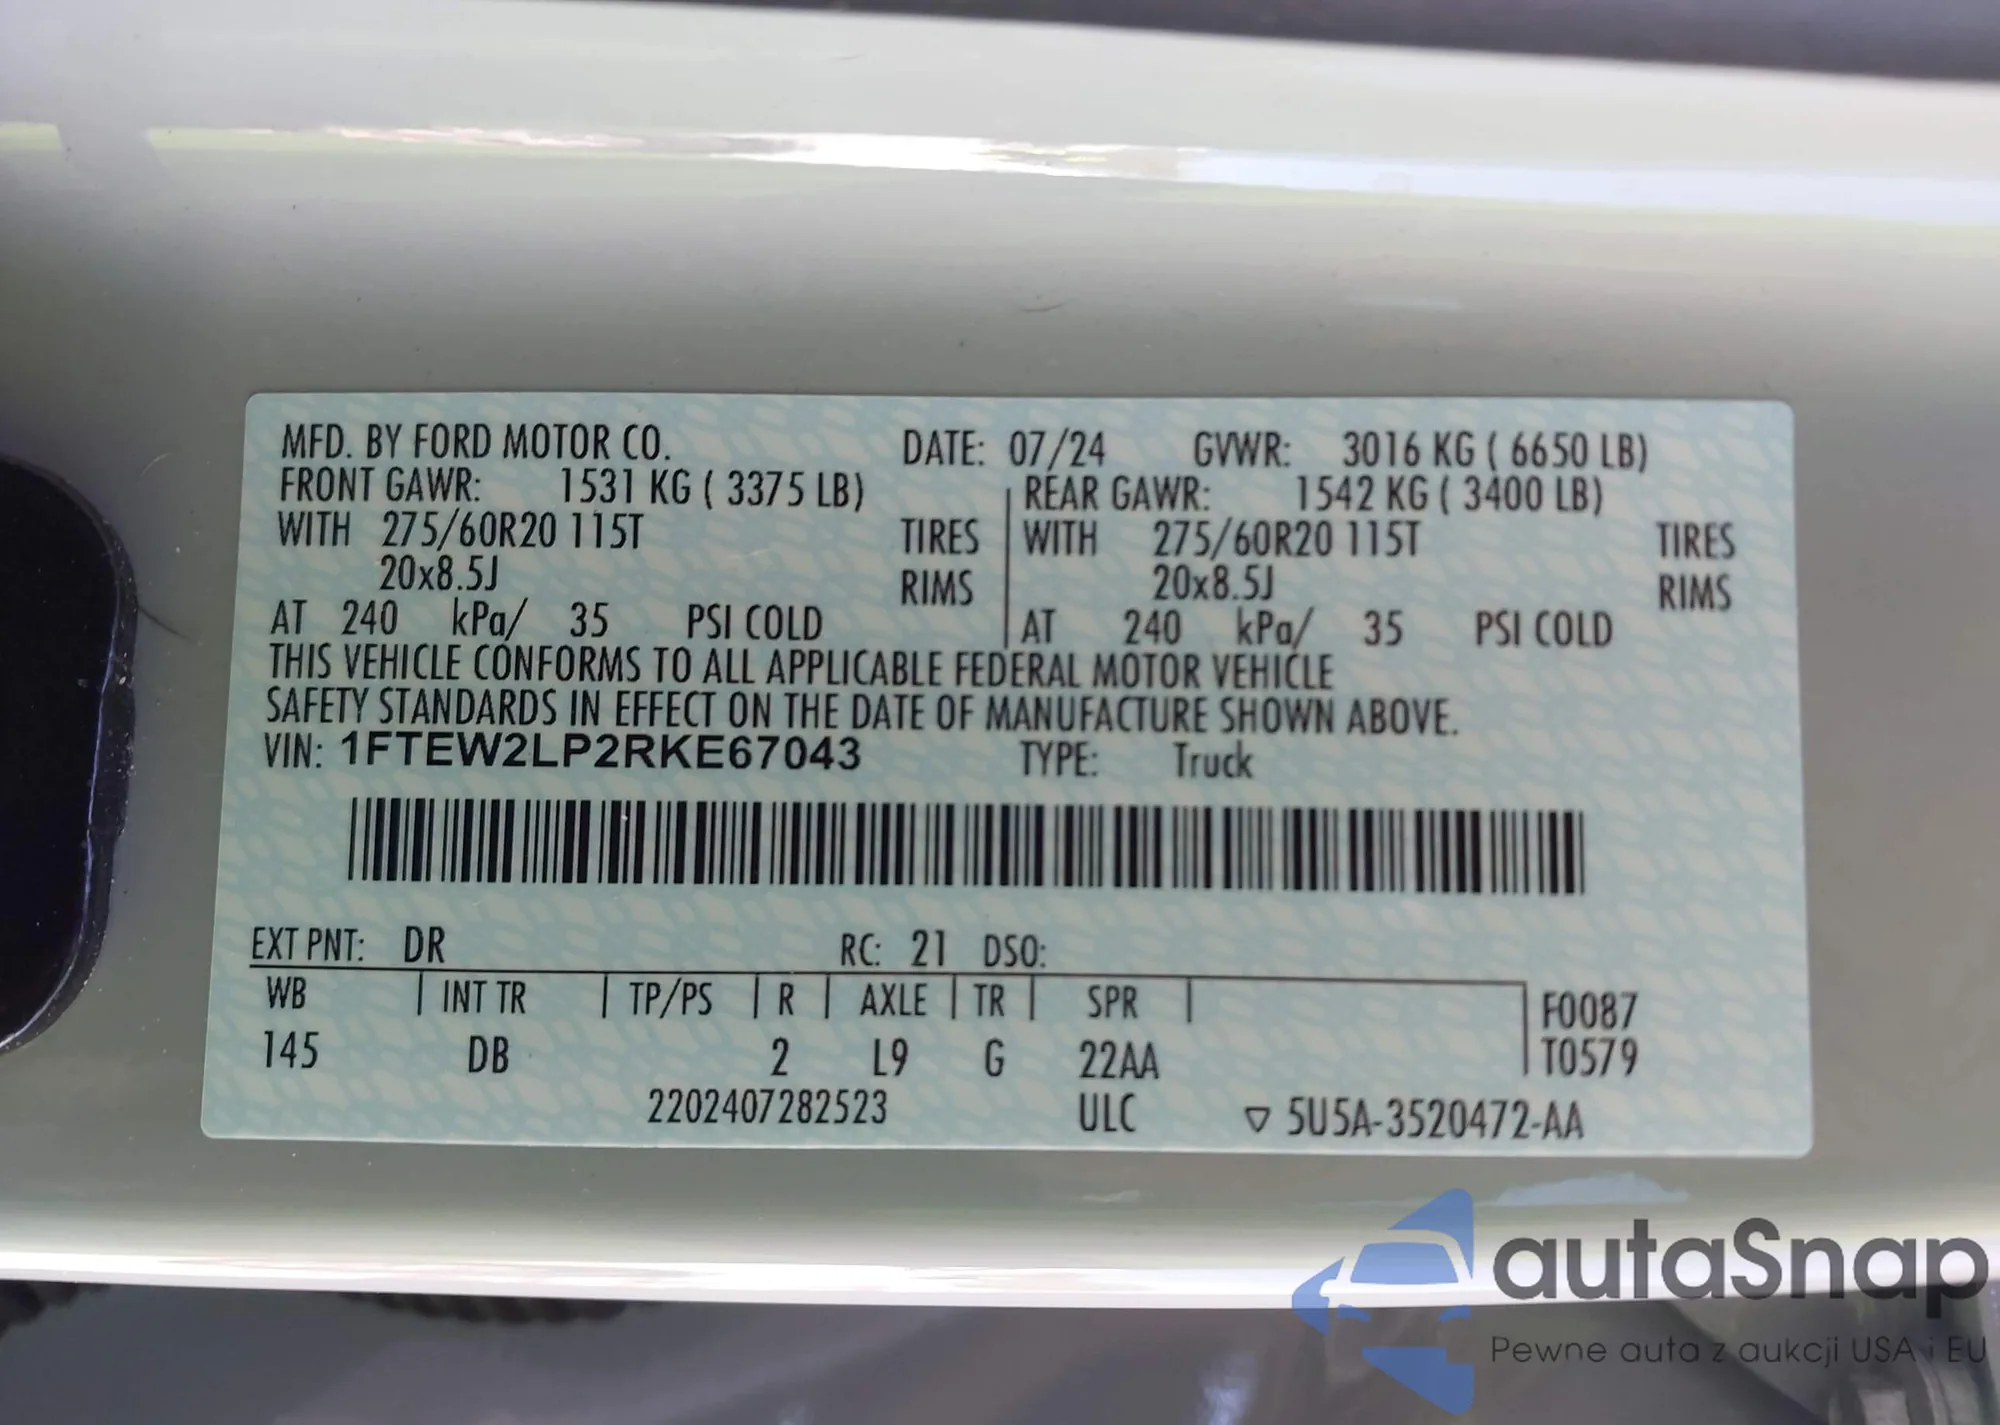 MFD. BY FORD MOTOR CO. DATE: 07/24 GVWR: 3016 KG ( 6650 LB)
FRONT GAWR: 1531 KG ( 3375 LB) REAR GAWR: 1542 KG ( 3400 LB)
WITH 275/60R20 115T TIRES WITH 275/60R20 115T TIRES
20x8.5J RIMS 20x8.5J RIMS
AT 240 kPa/ 35 PSI COLD AT 240 kPa/ 35 PSI COLD
THIS VEHICLE CONFORMS TO ALL APPLICABLE FEDERAL MOTOR VEHICLE
SAFETY STANDARDS IN EFFECT ON THE DATE OF MANUFACTURE SHOWN ABOVE.
VIN: 1FTEW2LP2RKE67043 TYPE: Truck
EXT PNT: DR RC: 21 DSO:
WB INT TR TP/PS R AXLE TR SPR F0087
145 DB 2 L9 G 22AA T0579
2202407282523 ULC ▽ 5U5A-3520472-AA
autaSnap
Pewne auta z aukcji USA i EU